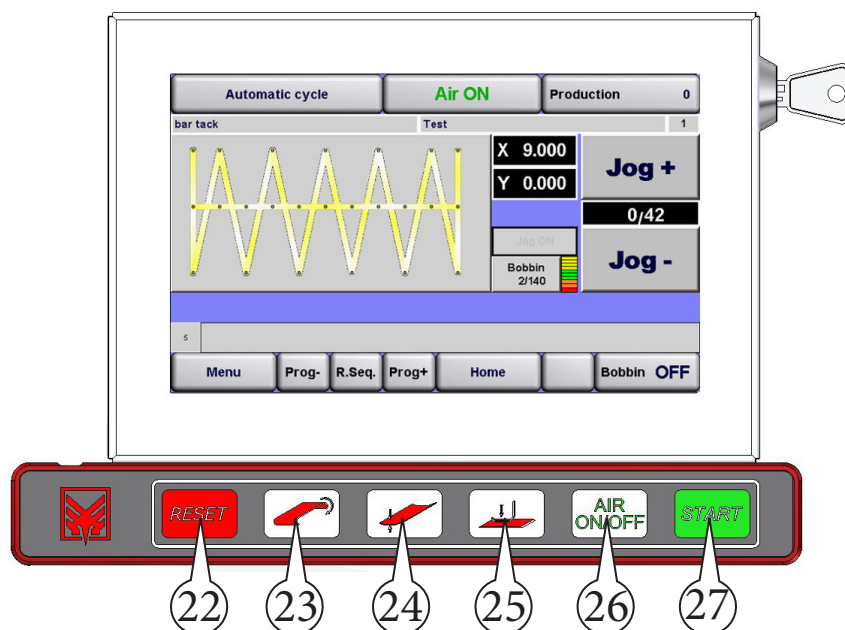 Automatic cycle Air ON Production 0
bar tack Test 1
X 9.000
Y 0.000
Jog +
0/42
Jog ON
Jog -
Bobbin
2/140
5
Menu Prog- R.Seq. Prog+ Home Bobbin OFF
RESET AIR ON/OFF START
22 23 24 25 26 27